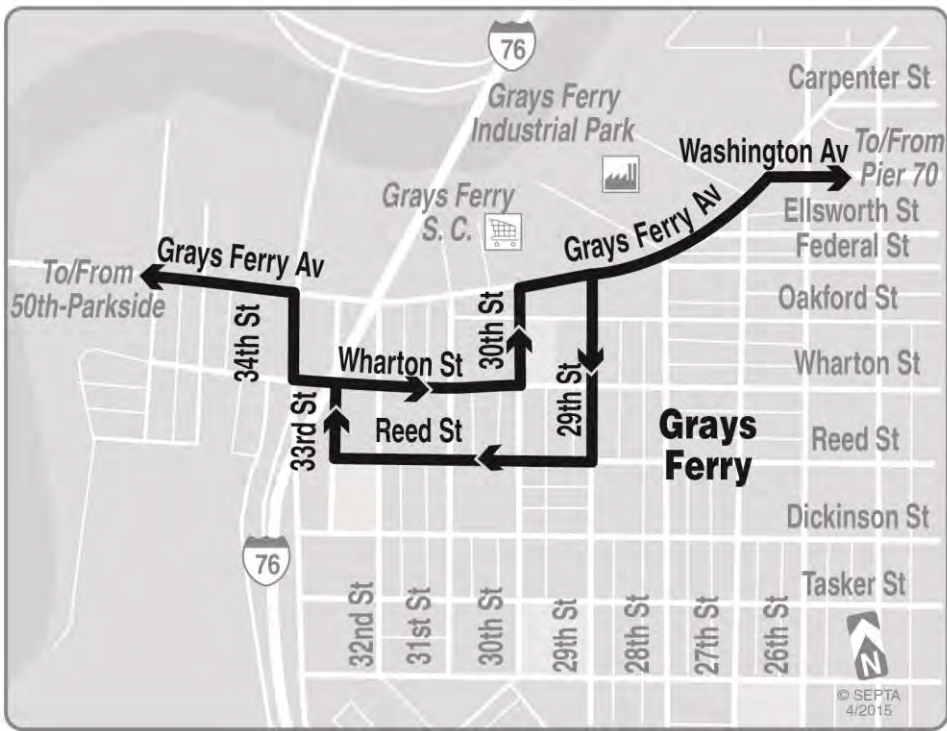 76
Grays Ferry
Industrial Park
Carpenter St
Washington Av
To/From
Pier 70
Grays Ferry
S. C.
Grays Ferry Av
Ellsworth St
Federal St
Grays Ferry Av
To/From
50th-Parkside
Oakford St
34th St
Wharton St
30th St
29th St
Wharton St
33rd St
Reed St
Grays
Ferry
Reed St
Dickinson St
76
Tasker St
32nd St
31st St
30th St
29th St
28th St
27th St
26th St
N
© SEPTA
4/2015